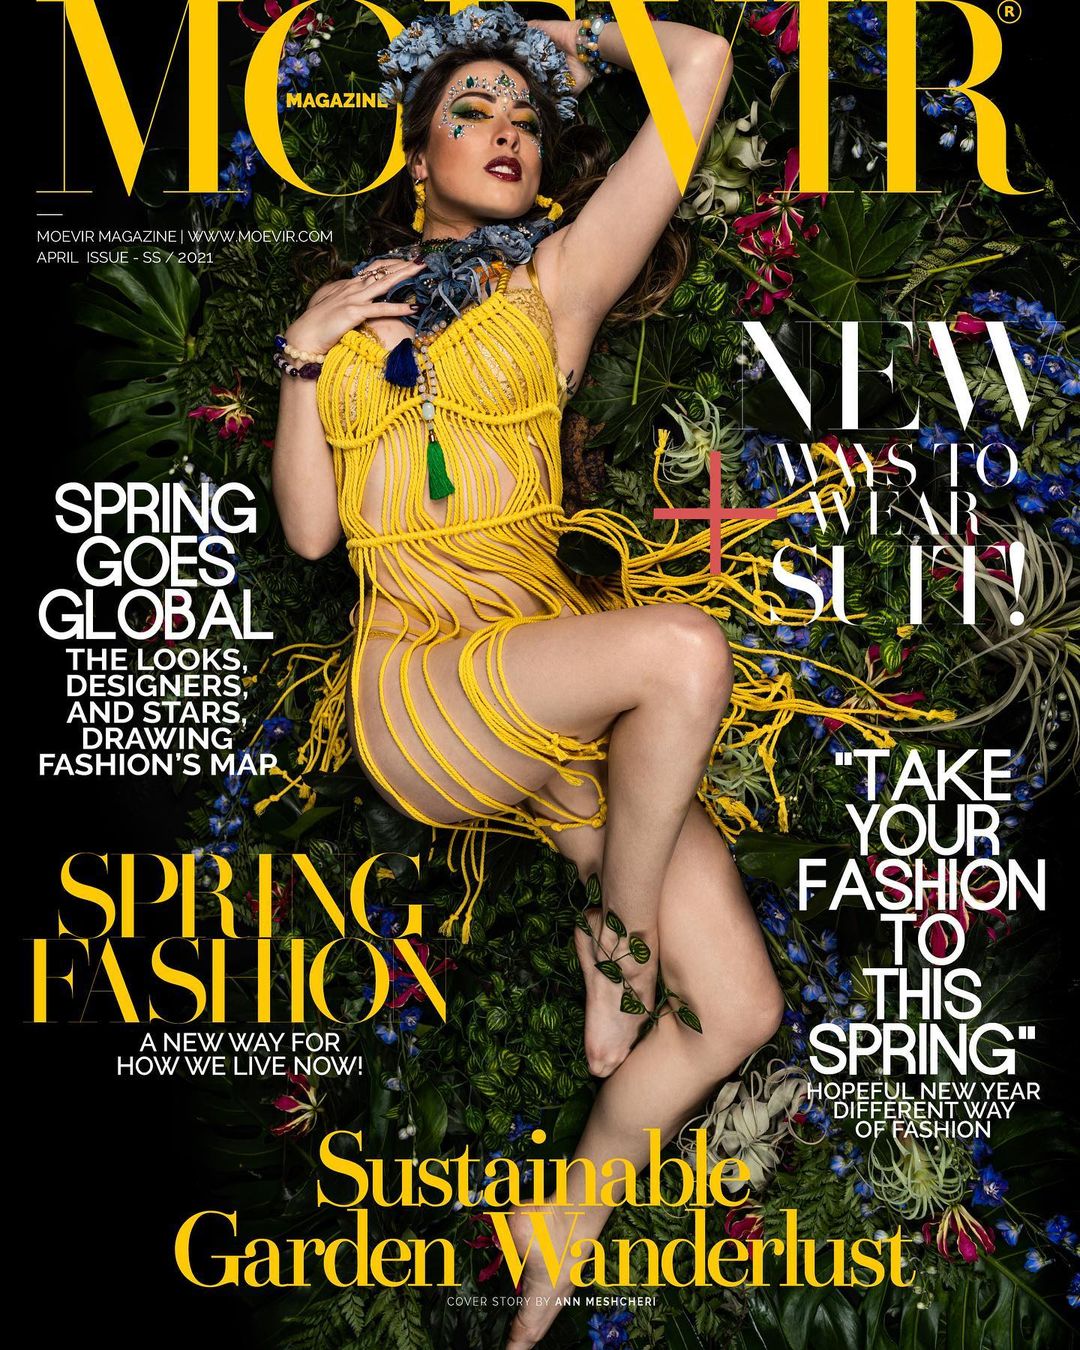 MOEVIR®
MAGAZINE
MOEVIR MAGAZINE | WWW.MOEVIR.COM
APRIL ISSUE - SS / 2021
NEW
WAYS TO
WEAR
SUIT!
+
SPRING
GOES
GLOBAL
THE LOOKS,
DESIGNERS,
AND STARS,
DRAWING
FASHION'S MAP
"TAKE
YOUR
FASHION
TO
THIS
SPRING"
HOPEFUL NEW YEAR
DIFFERENT WAY
OF FASHION
SPRING
FASHION
A NEW WAY FOR
HOW WE LIVE NOW!
Sustainable
Garden Wanderlust
COVER STORY BY ANN MESHCHERI